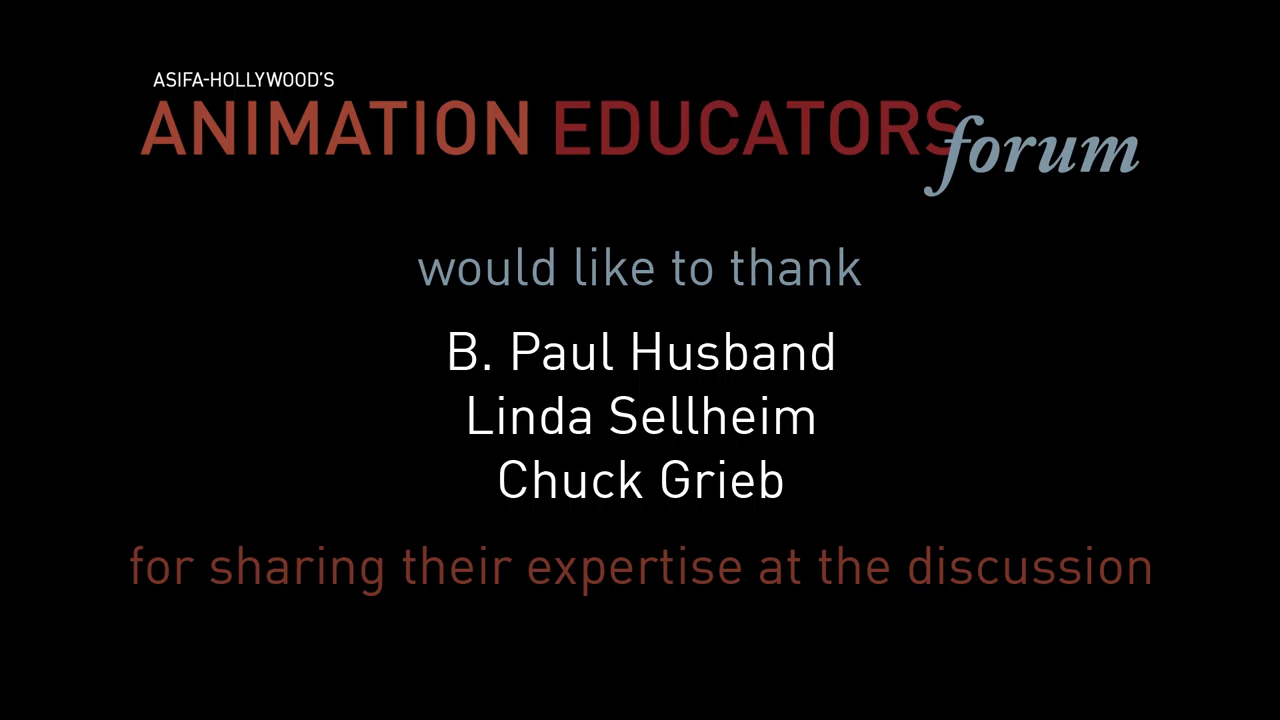 ASIFA-HOLLYWOOD'S
ANIMATION EDUCATORS forum
would like to thank
B. Paul Husband
Linda Sellheim
Chuck Grieb
for sharing their expertise at the discussion